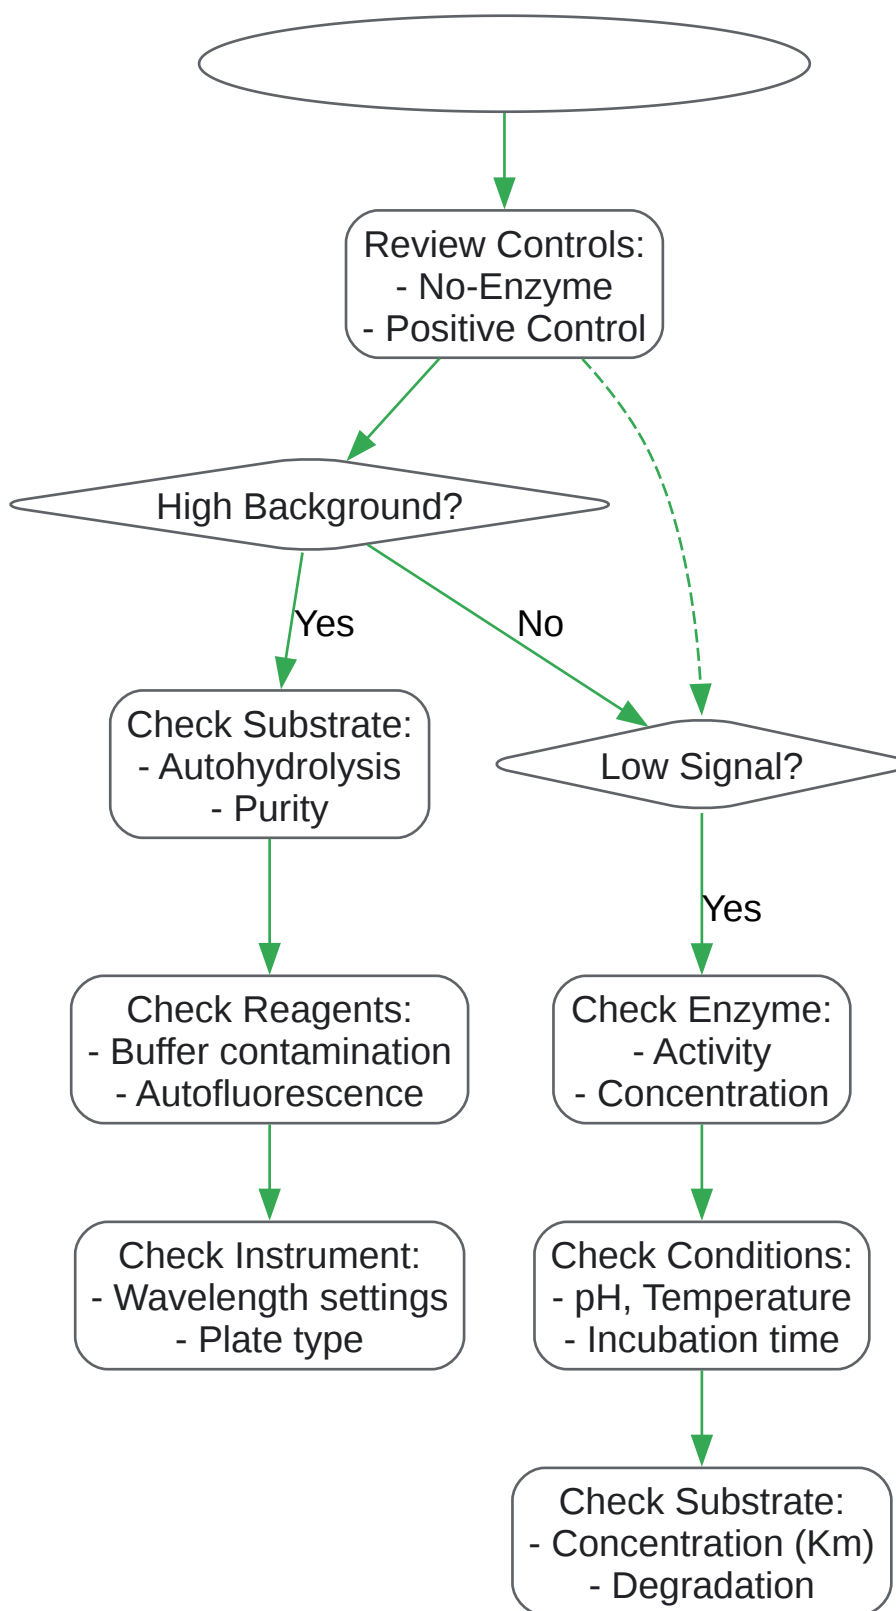 Review Controls:
- No-Enzyme
- Positive Control
High Background?
Yes
No
Check Substrate:
- Autohydrolysis
- Purity
Low Signal?
Yes
Check Reagents:
- Buffer contamination
- Autofluorescence
Check Enzyme:
- Activity
- Concentration
Check Instrument:
- Wavelength settings
- Plate type
Check Conditions:
- pH, Temperature
- Incubation time
Check Substrate:
- Concentration (Km)
- Degradation